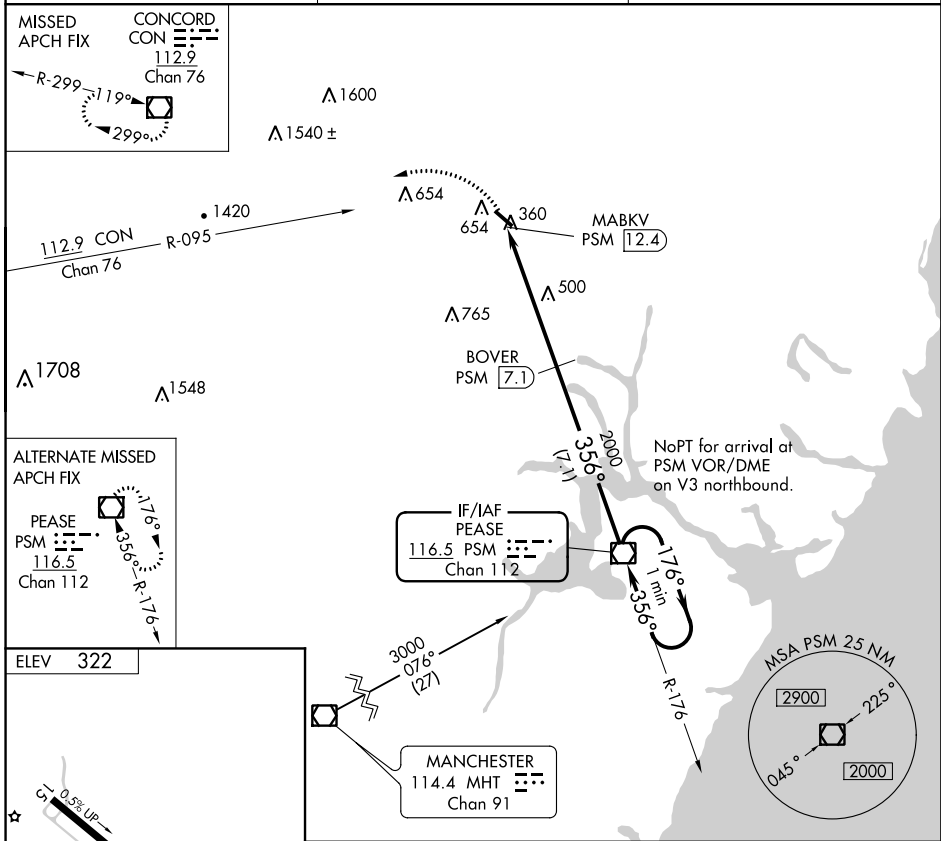 MISSED
APCH FIX
CONCORD
CON
112.9
Chan 76
R-299
119°
299°
1600
1540 ±
654
654
360
MABKV
PSM 12.4
1420
112.9 CON
Chan 76
R-095
500
765
BOVER
PSM 7.1
1708
1548
356°
2000
(7.1)
NoPT for arrival at
PSM VOR/DME
on V3 northbound.
ALTERNATE MISSED
APCH FIX
PEASE
PSM
116.5
Chan 112
176°
356°
R-176
IF/IAF
PEASE
116.5 PSM
Chan 112
176°
1 min
356°
R-176
3000
076°
(27)
MANCHESTER
114.4 MHT
Chan 91
MSA PSM 25 NM
2900
225°
045°
2000
ELEV 322
15
0.5% UP